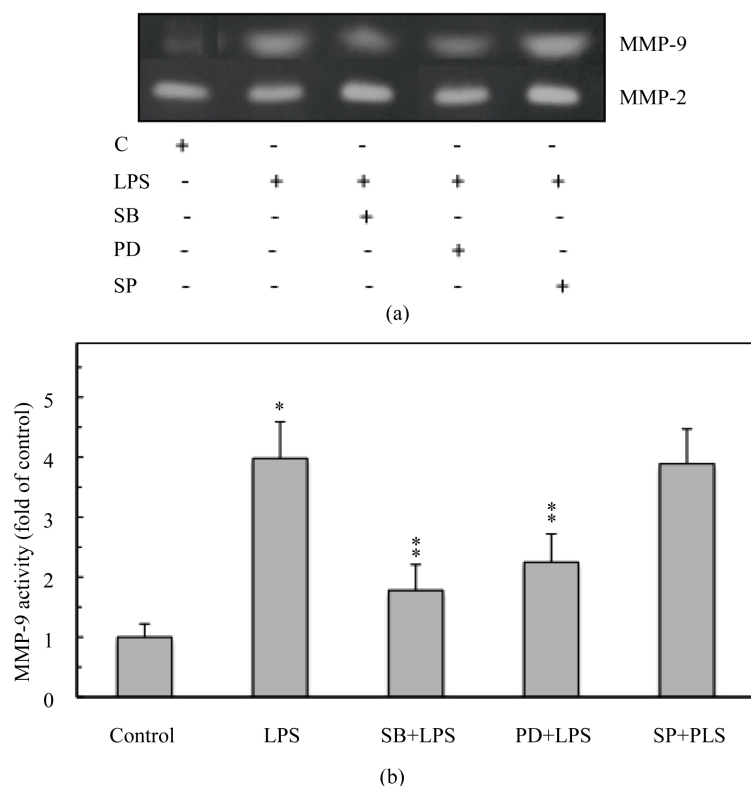 MMP-9
MMP-2
C + - - - -
LPS - + + + +
SB - - + - -
PD - - - + -
SP - - - - +
(a)
MMP-9 activity (fold of control)
5
4
3
2
1
0
*
**
**
Control LPS SB+LPS PD+LPS SP+PLS
(b)